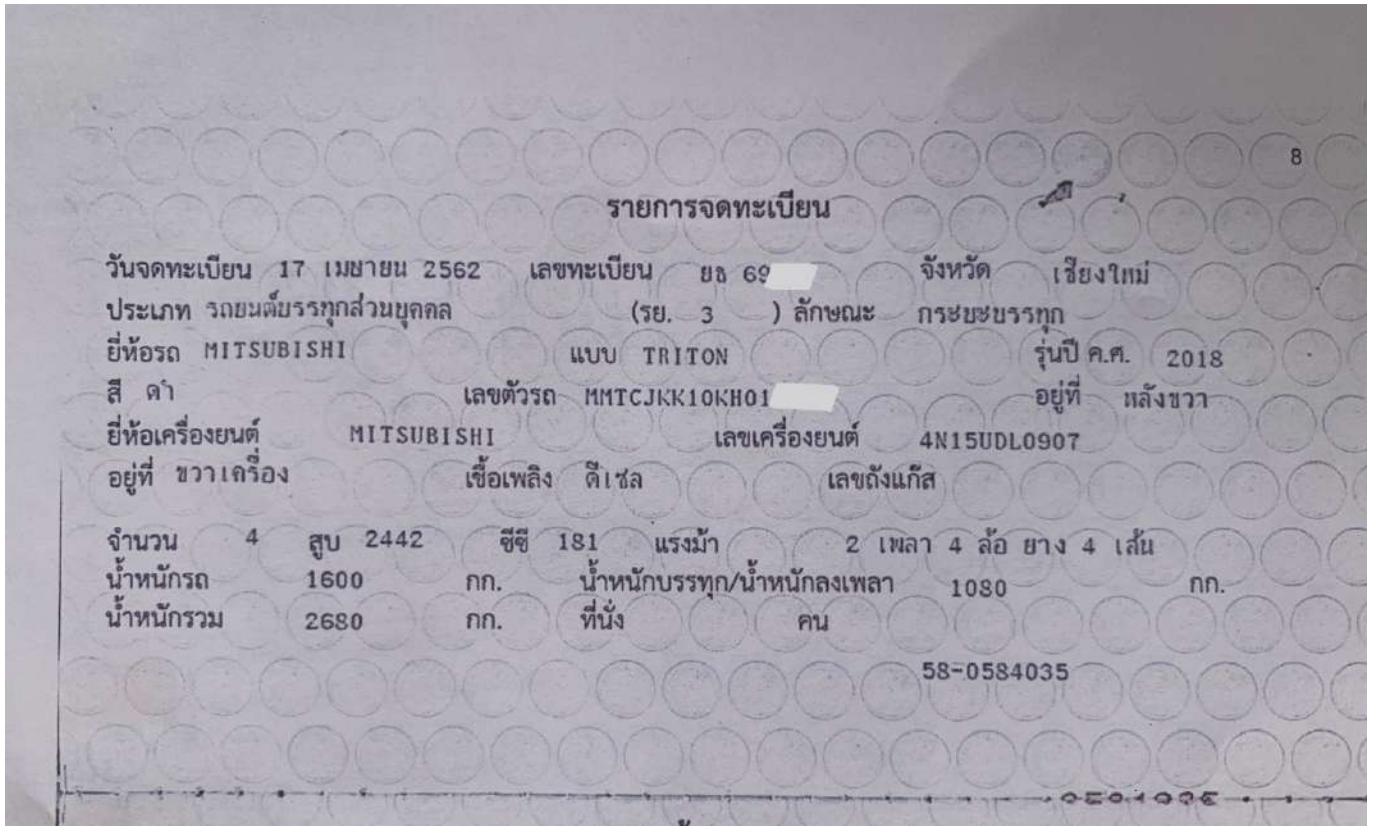 8
รายการจดทะเบียน
วันจดทะเบียน 17 เมษายน 2562 เลขทะเบียน ยธ 69 จังหวัด เชียงใหม่
ประเภท รถยนต์บรรทุกส่วนบุคคล (รย. 3 ) ลักษณะ กระบะบรรทุก
ยี่ห้อรถ MITSUBISHI แบบ TRITON รุ่นปี ค.ศ. 2018
สี ดำ เลขตัวรถ MMTCJKK10KH01 อยู่ที่ หลังขวา
ยี่ห้อเครื่องยนต์ MITSUBISHI เลขเครื่องยนต์ 4N15UDL0907
อยู่ที่ ขวาเครื่อง เชื้อเพลิง ดีเซล เลขถังแก๊ส
จำนวน 4 สูบ 2442 ซีซี 181 แรงม้า 2 เพลา 4 ล้อ ยาง 4 เส้น
น้ำหนักรถ 1600 กก. น้ำหนักบรรทุก/น้ำหนักลงเพลา 1080 กก.
น้ำหนักรวม 2680 กก. ที่นั่ง คน
58-0584035